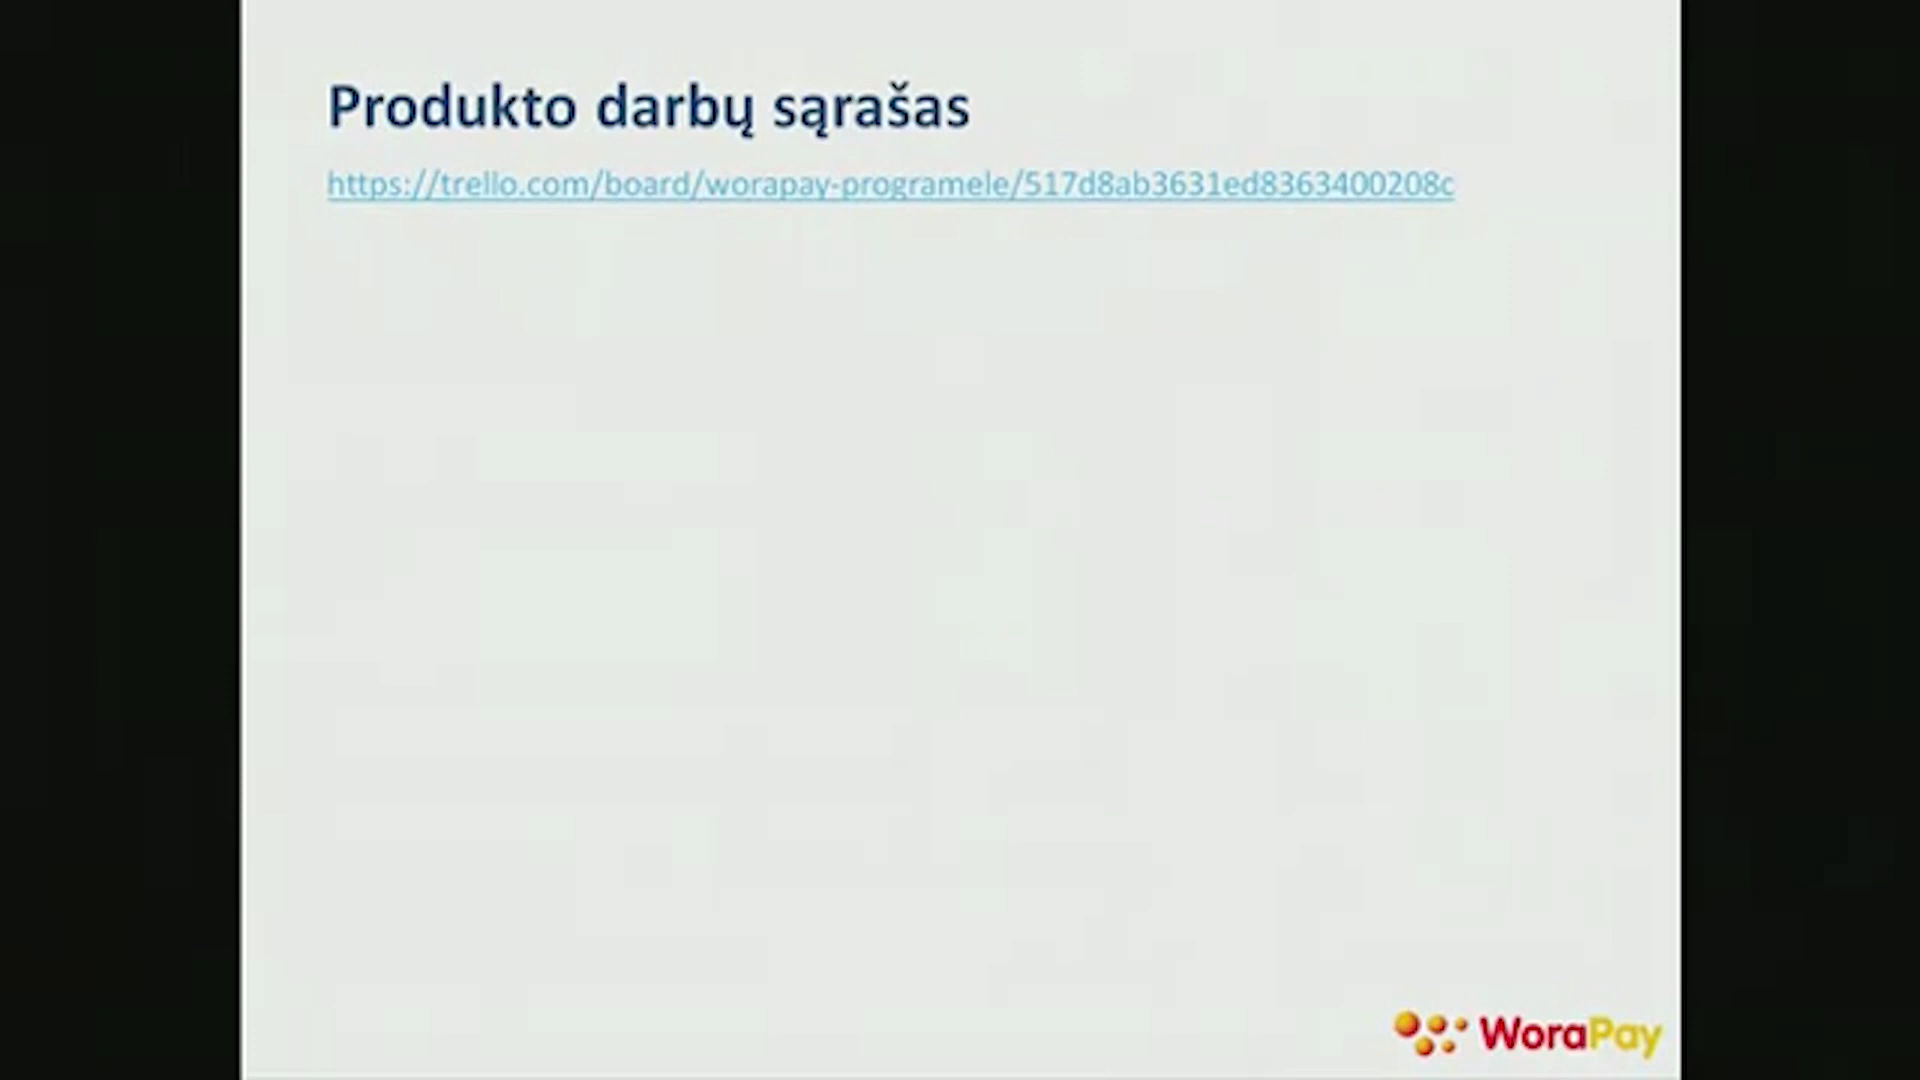 Produkto darbų sąrašas
https://trello.com/board/worapay-programele/517d8ab3631ed8363400208c
WoraPay